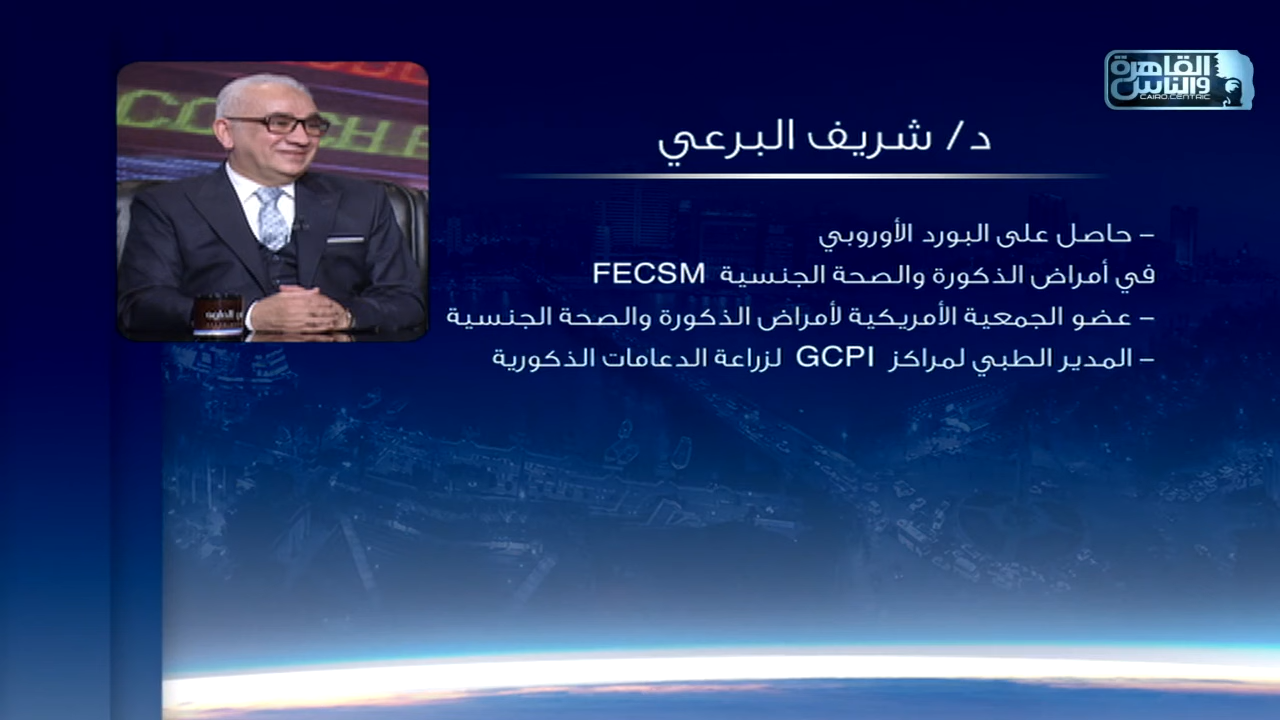 القاهرة
والناس
CAIRO.CENTRIC
د/ شريف البرعي
- حاصل على البورد الأوروبي
في أمراض الذكورة والصحة الجنسية FECSM
- عضو الجمعية الأمريكية لأمراض الذكورة والصحة الجنسية
- المدير الطبي لمراكز GCPI لزراعة الدعامات الذكورية